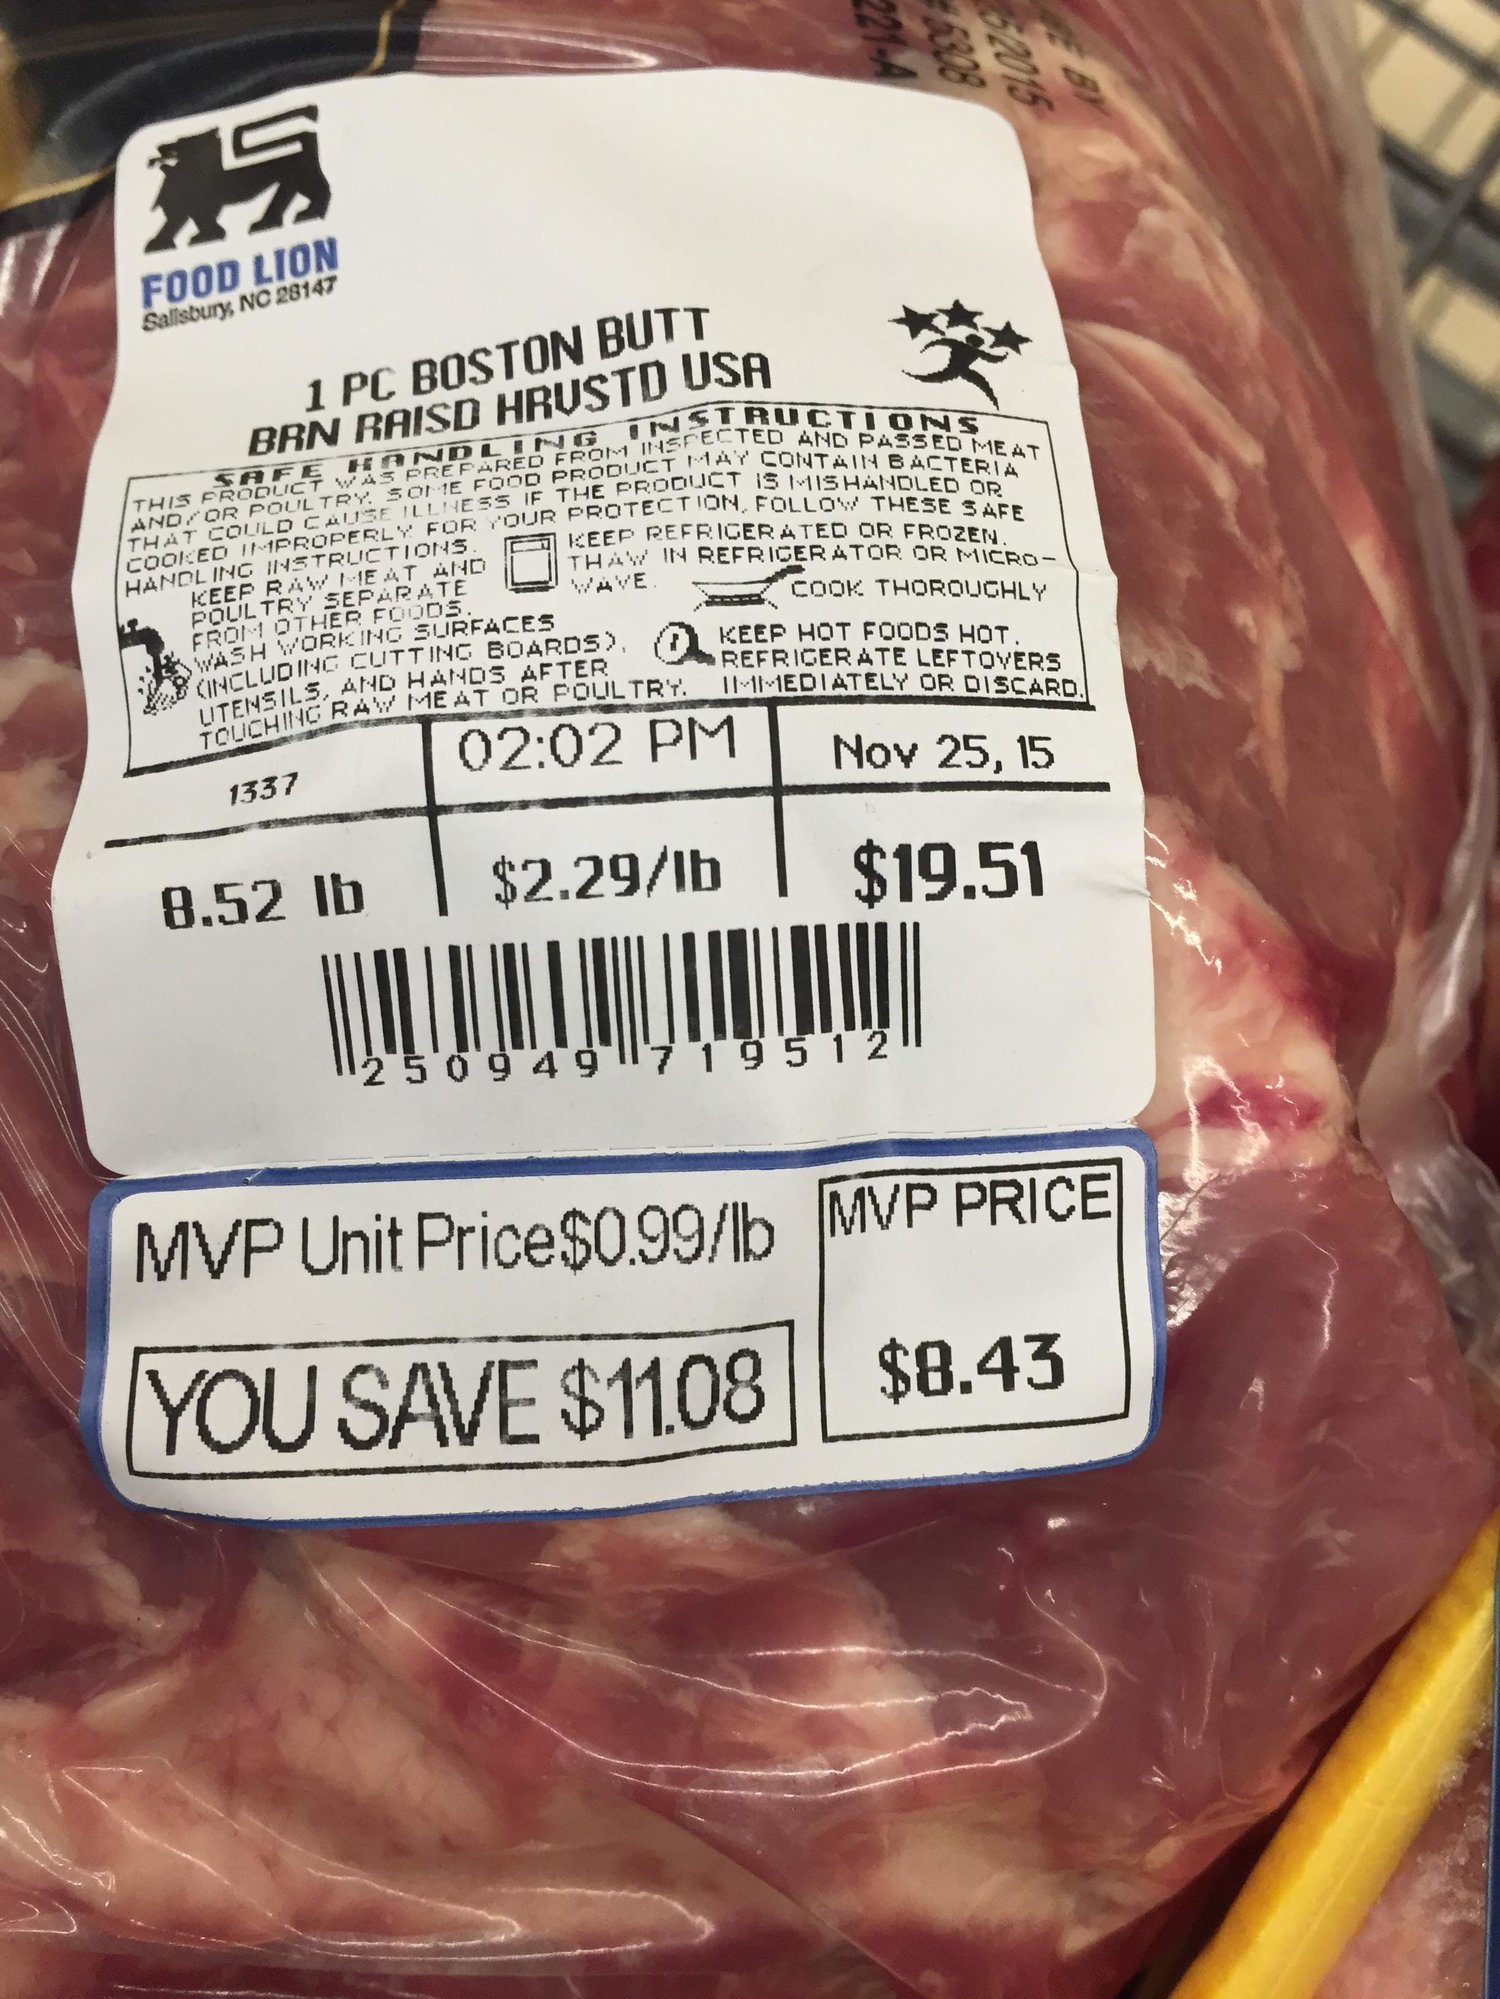 5308
221-A
FOOD LION
Salisbury, NC 28147
1 PC BOSTON BUTT
BRN RAISD HRVSTD USA
SAFE HANDLING INSTRUCTIONS
THIS PRODUCT WAS PREPARED FROM INSPECTED AND PASSED MEAT
AND/OR POULTRY. SOME FOOD PRODUCT MAY CONTAIN BACTERIA
THAT COULD CAUSE ILLNESS IF THE PRODUCT IS MISHANDLED OR
COOKED IMPROPERLY. FOR YOUR PROTECTION, FOLLOW THESE SAFE
HANDLING INSTRUCTIONS.
KEEP RAW MEAT AND
POULTRY SEPARATE
FROM OTHER FOODS.
WASH WORKING SURFACES
(INCLUDING CUTTING BOARDS),
UTENSILS, AND HANDS AFTER
TOUCHING RAW MEAT OR POULTRY.
KEEP REFRIGERATED OR FROZEN.
THAW IN REFRIGERATOR OR MICRO-
WAVE.
COOK THOROUGHLY
KEEP HOT FOODS HOT.
REFRIGERATE LEFTOVERS
IMMEDIATELY OR DISCARD.
1337
02:02 PM
Nov 25, 15
8.52 lb
$2.29/lb
$19.51
2 50949 71951 2
MVP Unit Price$0.99/lb
MVP PRICE
YOU SAVE $11.08
$8.43